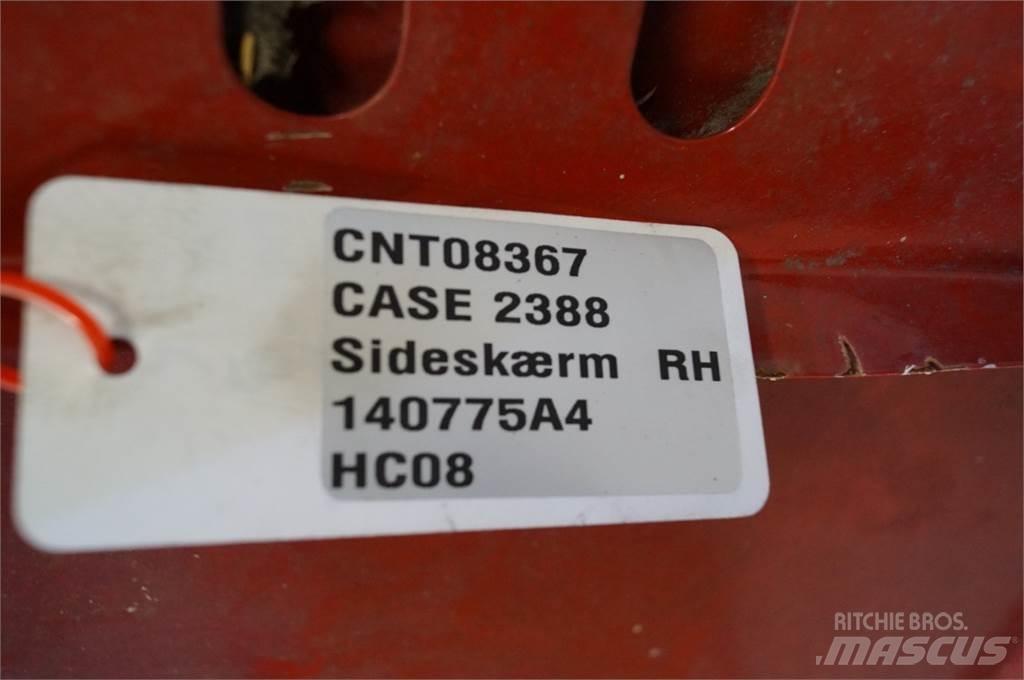 CNT08367
CASE 2388
Sideskærm RH
140775A4
HC08
RITCHIE BROS.
MASCUS